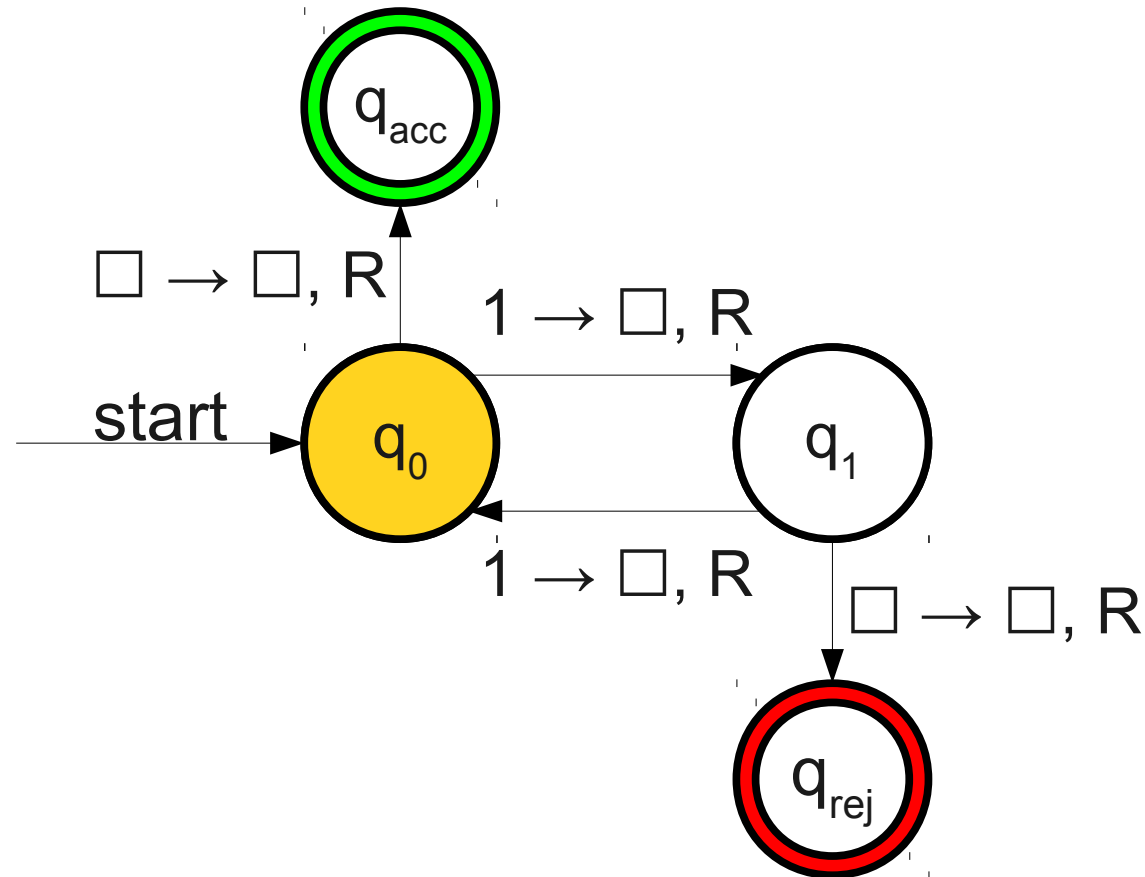 q_acc
□ → □, R
1 → □, R
start
q_0
q_1
1 → □, R
□ → □, R
q_rej